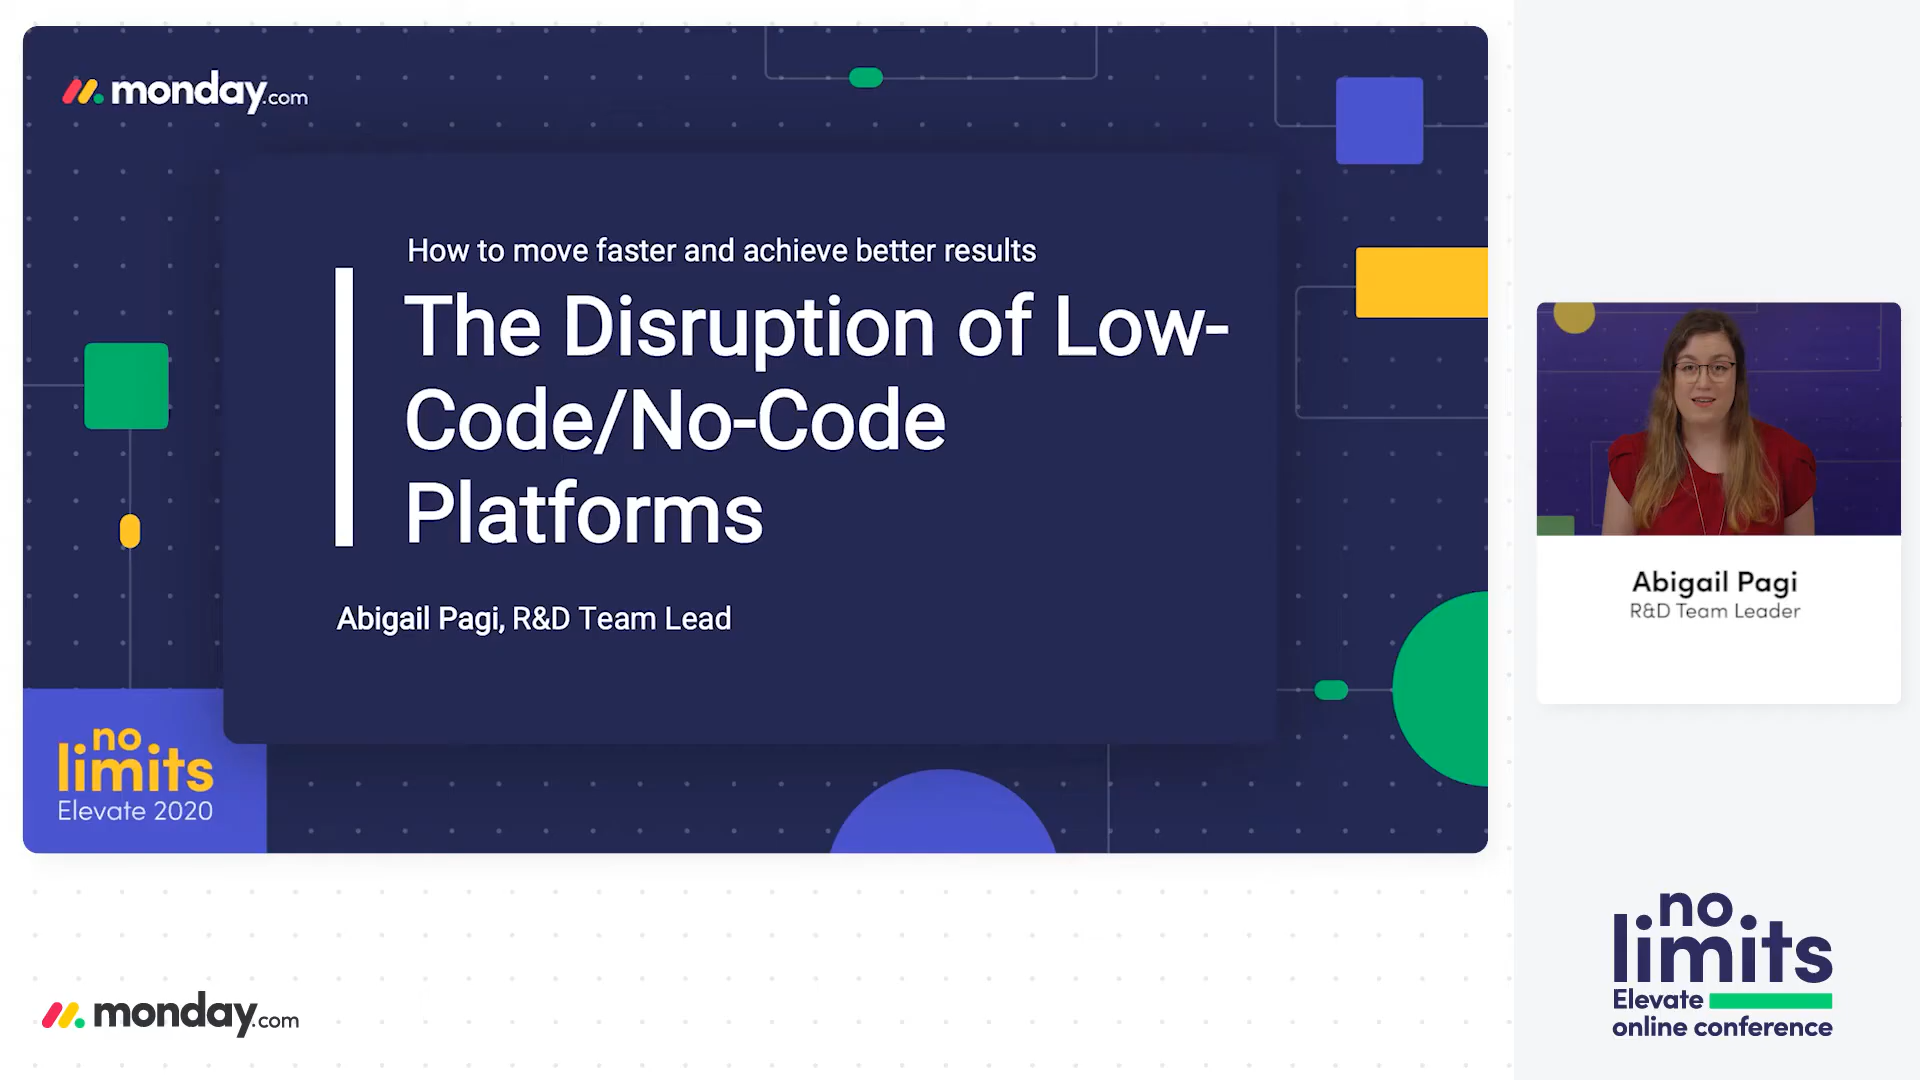 monday.com
How to move faster and achieve better results
The Disruption of Low-
Code/No-Code
Platforms
Abigail Pagi, R&D Team Lead
no
limits
Elevate 2020
Abigail Pagi
R&D Team Leader
monday.com
no
limits
Elevate
online conference